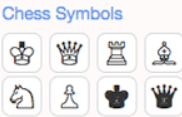 Chess Symbols
♔ ♕ ♖ ♗
♘ ♙ ♚ ♛